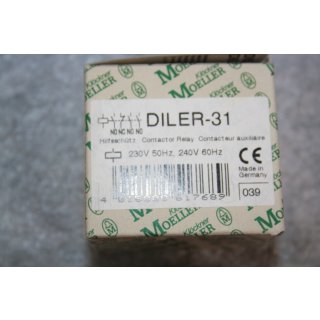 Klöckner
MOELLER
DILER-31
NO NC NO NO
Hilfsschütz Contactor Relay Contacteur auxiliaire
230V 50Hz, 240V 60Hz
CE
Made in
Germany
039